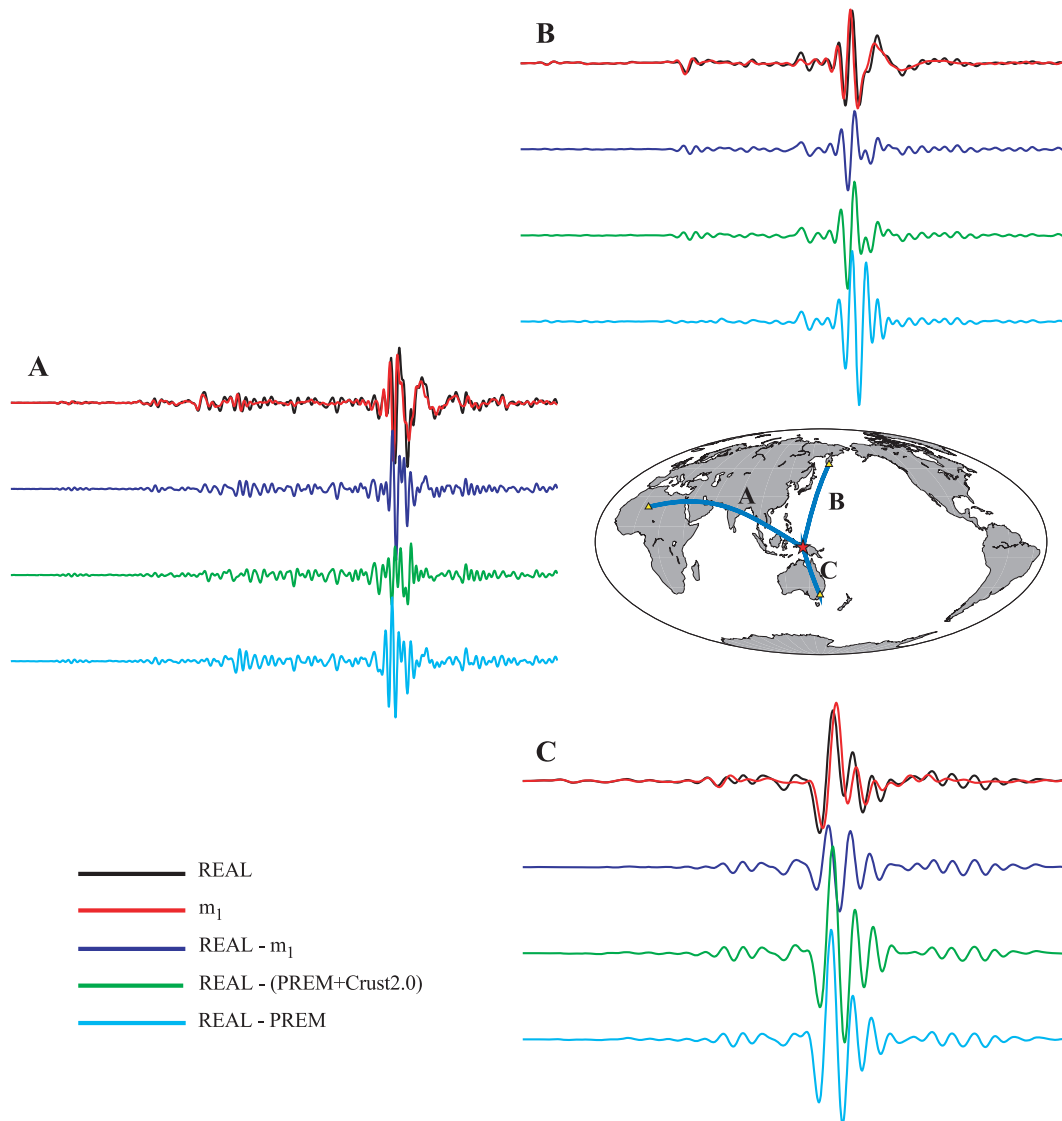 B
A
A
B
C
C
REAL
m₁
REAL - m₁
REAL - (PREM+Crust2.0)
REAL - PREM